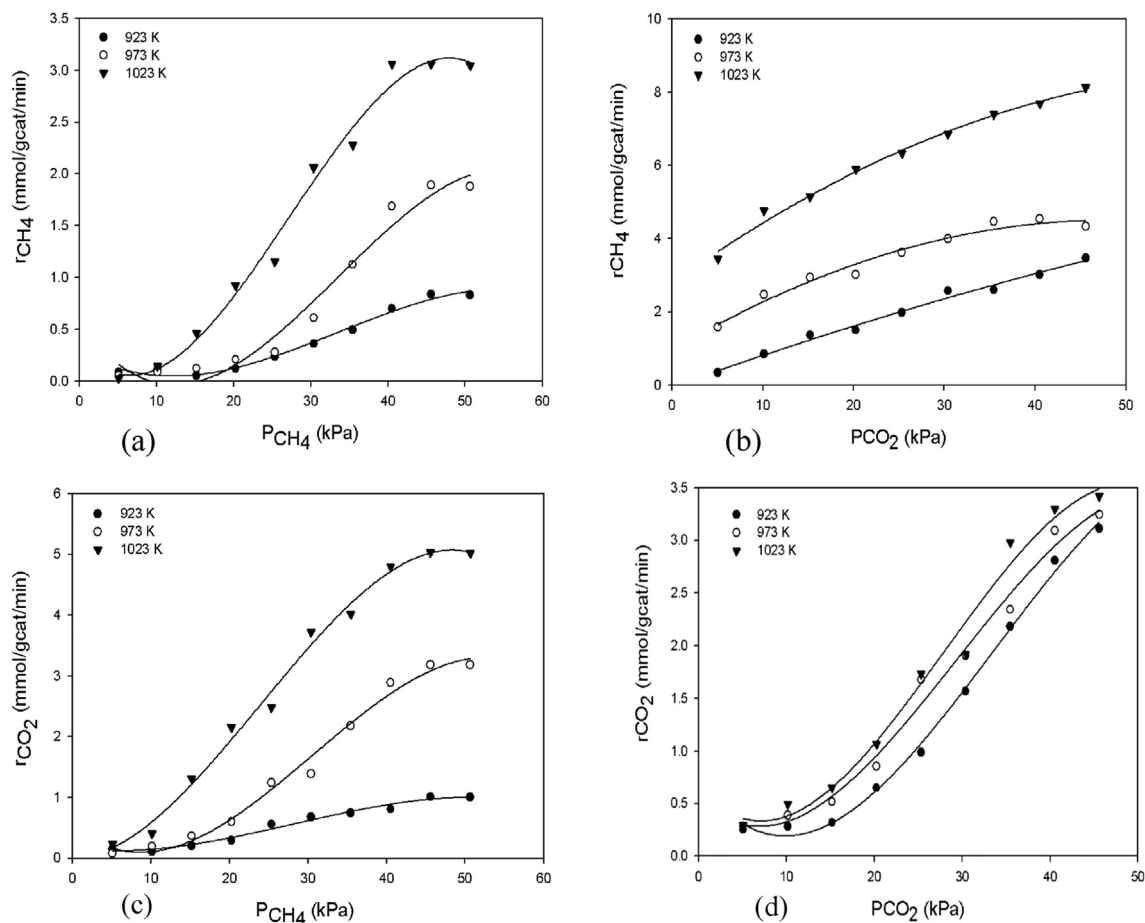 3.5
3.0
2.5
2.0
1.5
1.0
0.5
0.0
rCH4 (mmol/gcat/min)
923 K
973 K
1023 K
0 10 20 30 40 50 60
(a)
PCH4 (kPa)
10
8
6
4
2
0
rCH4 (mmol/gcat/min)
923 K
973 K
1023 K
0 10 20 30 40 50
(b)
PCO2 (kPa)
6
5
4
3
2
1
0
rCO2 (mmol/gcat/min)
923 K
973 K
1023 K
0 10 20 30 40 50 60
(c)
PCH4 (kPa)
3.5
3.0
2.5
2.0
1.5
1.0
0.5
0.0
rCO2 (mmol/gcat/min)
923 K
973 K
1023 K
0 10 20 30 40 50
(d)
PCO2 (kPa)